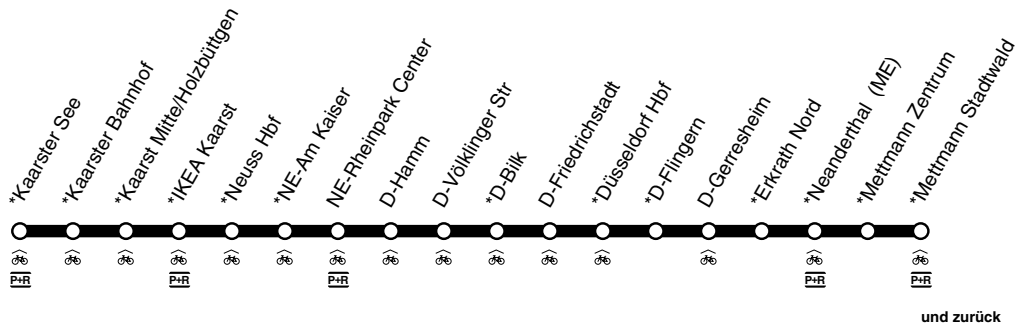 *Kaarster See
*Kaarster Bahnhof
*Kaarst Mitte/Holzbüttgen
*IKEA Kaarst
*Neuss Hbf
*NE-Am Kaiser
NE-Rheinpark Center
D-Hamm
D-Völklinger Str
*D-Bilk
D-Friedrichstadt
*Düsseldorf Hbf
*D-Flingern
D-Gerresheim
*Erkrath Nord
*Neanderthal (ME)
*Mettmann Zentrum
*Mettmann Stadtwald
P+R
P+R
P+R
P+R
P+R
und zurück